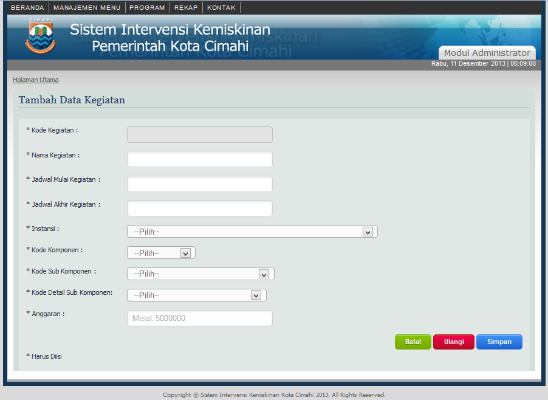 BERANDA | MANAJEMEN MENU | PROGRAM | REKAP | KONTAK |
CIMAHI
Sistem Intervensi Kemiskinan
Pemerintah Kota Cimahi
Modul Administrator
Rabu, 11 Desember 2013 | 06:09:08
Halaman Utama
Tambah Data Kegiatan
* Kode Kegiatan :
* Nama Kegiatan :
* Jadwal Mulai Kegiatan :
* Jadwal Akhir Kegiatan :
* Instansi : --Pilih--
* Kode Komponen : --Pilih--
* Kode Sub Komponen : --Pilih--
* Kode Detail Sub Komponen: --Pilih--
* Anggaran : Misal: 5000000
Batal Ulangi Simpan
* Harus Diisi
Copyright © Sistem Intervensi Kemiskinan Kota Cimahi 2013. All Rights Reserved.